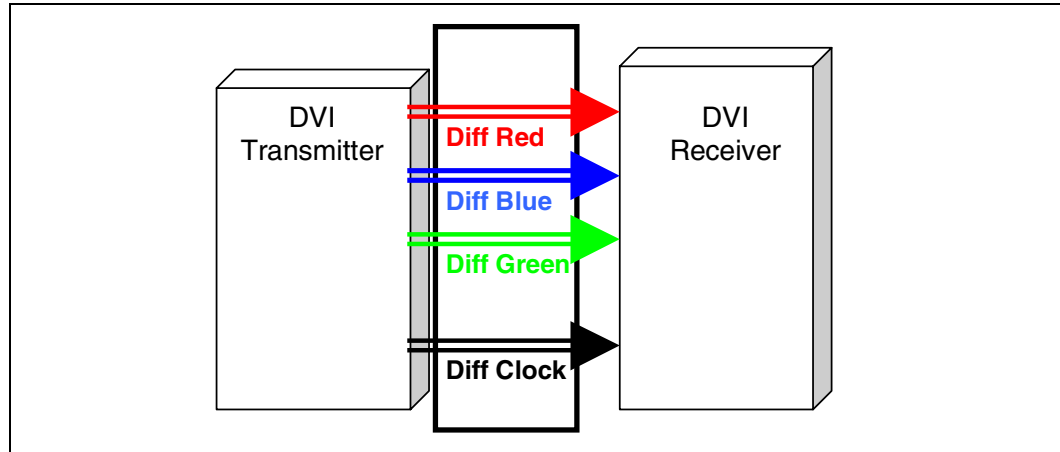 DVI
Transmitter
Diff Red
Diff Blue
Diff Green
Diff Clock
DVI
Receiver